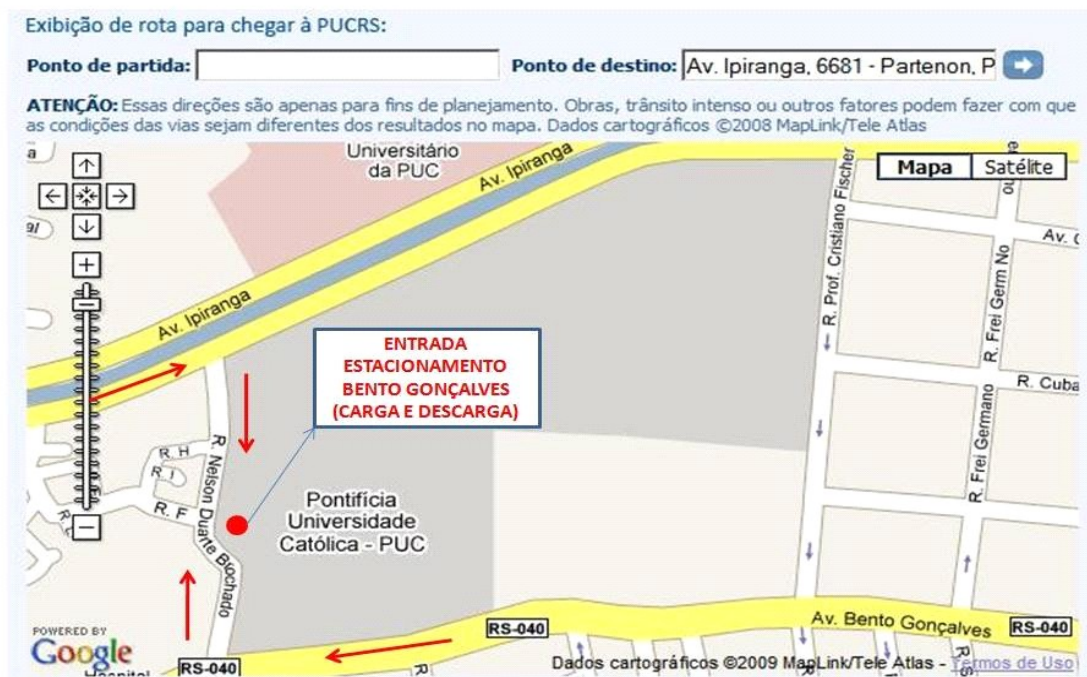 Exibição de rota para chegar à PUCRS:
Ponto de partida:
Ponto de destino: Av. Ipiranga, 6681 - Partenon, P
ATENÇÃO: Essas direções são apenas para fins de planejamento. Obras, trânsito intenso ou outros fatores podem fazer com que
as condições das vias sejam diferentes dos resultados no mapa. Dados cartográficos ©2008 MapLink/Tele Atlas
Universitário
da PUC
Av. Ipiranga
Mapa
Satélite
R. Prof. Cristiano Fischer
R. Frei Germ No
Av. Ipiranga
ENTRADA
ESTACIONAMENTO
BENTO GONÇALVES
(CARGA E DESCARGA)
R. Cuba
R. Frei Germano
R. H
R. I
R. F
R. Nelson Duarte Brochado
Pontifícia
Universidade
Católica - PUC
Av. Bento Gonçalves
RS-040
RS-040
RS-040
POWERED BY
Google
Hospital
Dados cartográficos ©2009 MapLink/Tele Atlas - Termos de Uso